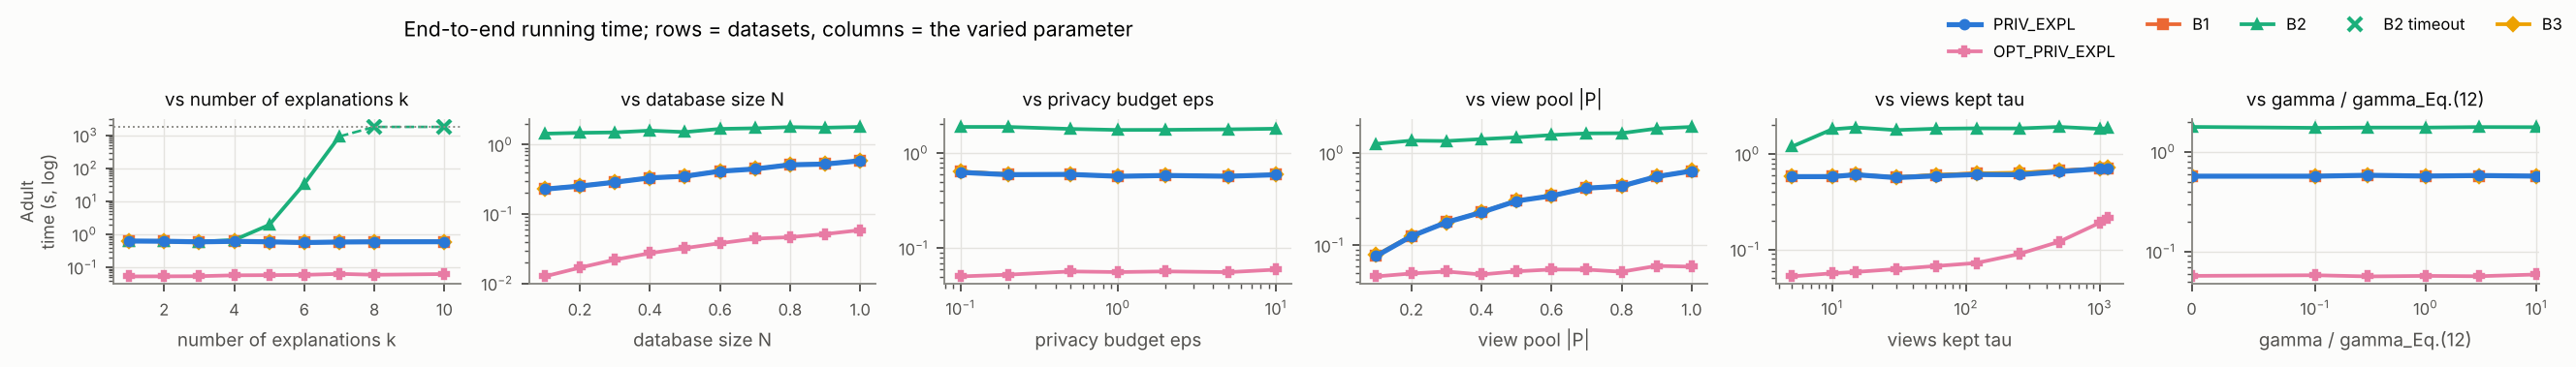 End-to-end running time; rows = datasets, columns = the varied parameter
PRIV_EXPL
B1
B2
B2 timeout
B3
OPT_PRIV_EXPL
vs number of explanations k
vs database size N
vs privacy budget eps
vs view pool |P|
vs views kept tau
vs gamma / gamma_Eq.(12)
Adult
time (s, log)
10³
10²
10¹
10⁰
10⁻¹
2 4 6 8 10
number of explanations k
10⁰
10⁻¹
10⁻²
0.2 0.4 0.6 0.8 1.0
database size N
10⁰
10⁻¹
10⁻¹ 10⁰ 10¹
privacy budget eps
10⁰
10⁻¹
0.2 0.4 0.6 0.8 1.0
view pool |P|
10⁰
10⁻¹
10¹ 10² 10³
views kept tau
10⁰
10⁻¹
0 10⁻¹ 10⁰ 10¹
gamma / gamma_Eq.(12)